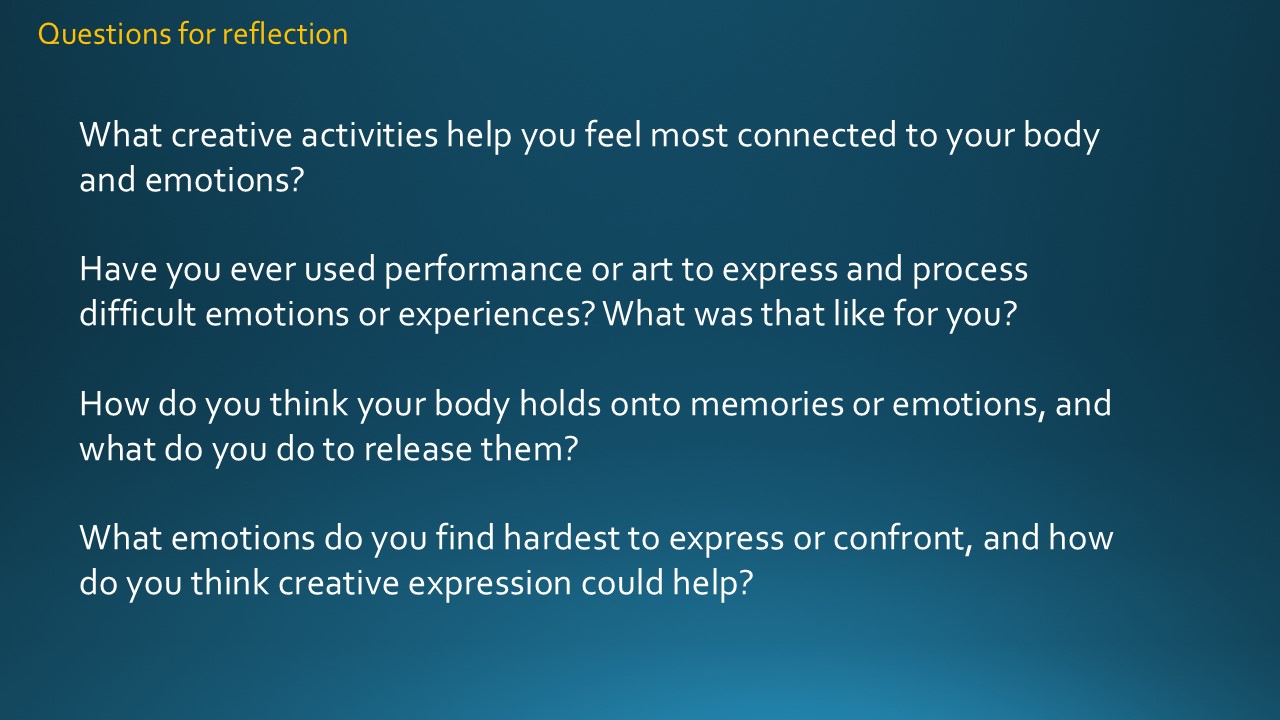 Questions for reflection
What creative activities help you feel most connected to your body
and emotions?
Have you ever used performance or art to express and process
difficult emotions or experiences? What was that like for you?
How do you think your body holds onto memories or emotions, and
what do you do to release them?
What emotions do you find hardest to express or confront, and how
do you think creative expression could help?